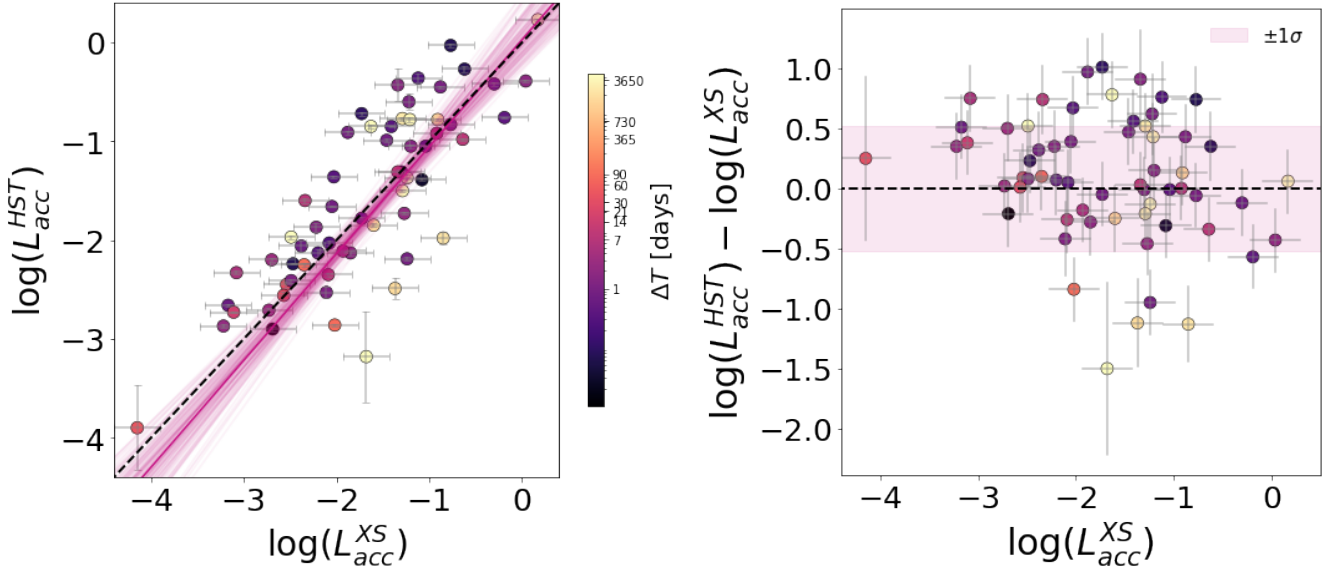 0
−1
−2
−3
−4
log(L_acc^HST)
−4 −3 −2 −1 0
log(L_acc^XS)
3650
730
365
90
60
30
21
14
7
1
ΔT [days]
±1σ
1.0
0.5
0.0
−0.5
−1.0
−1.5
−2.0
log(L_acc^HST) − log(L_acc^XS)
−4 −3 −2 −1 0
log(L_acc^XS)